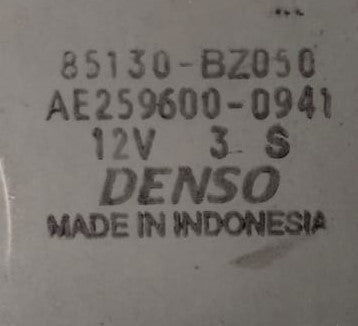 85130-BZ050
AE259600-0941
12V 3 S
DENSO
MADE IN INDONESIA